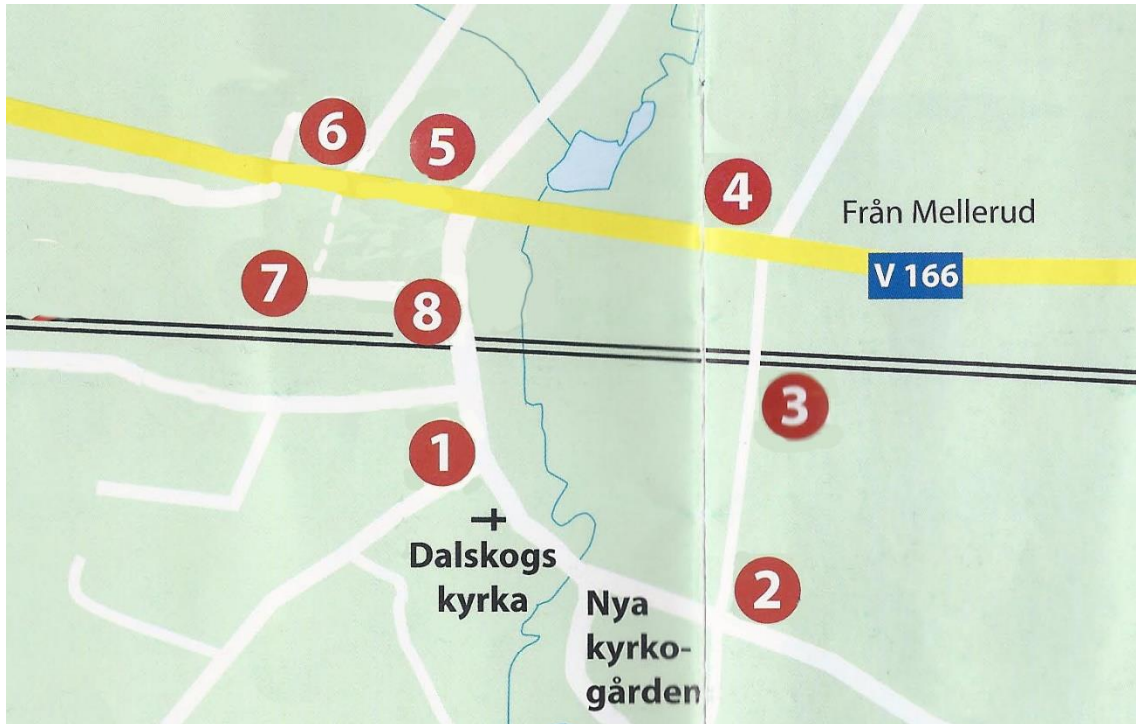 6
5
4
Från Mellerud
V 166
7
8
3
1
Dalskogs
kyrka
2
Nya
kyrko-
gården